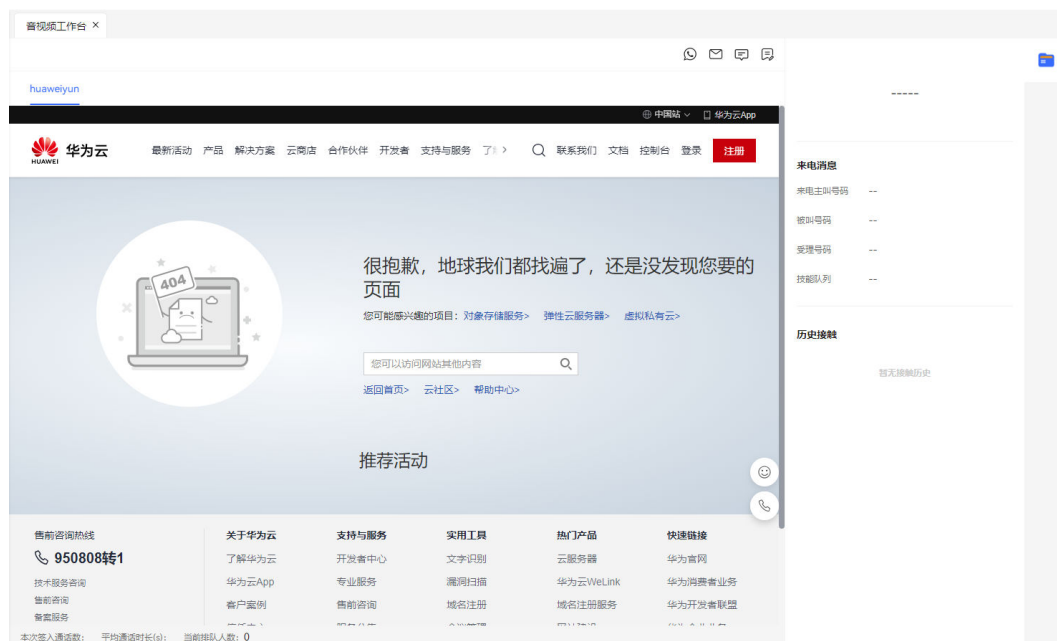 音视频工作台 ×
huaweiyun
中国站 华为云App
HUAWEI 华为云 最新活动 产品 解决方案 云商店 合作伙伴 开发者 支持与服务 联系我们 文档 控制台 登录 注册
404
很抱歉，地球我们都找遍了，还是没发现您要的
页面
您可能感兴趣的项目：对象存储服务> 弹性云服务器> 虚拟私有云>
您可以访问网站其他内容
返回首页> 云社区> 帮助中心>
推荐活动
售前咨询热线
950808转1
技术服务咨询
售前咨询
备案服务
关于华为云
了解华为云
华为云App
客户案例
支持与服务
开发者中心
专业服务
售前咨询
实用工具
文字识别
漏洞扫描
域名注册
热门产品
云服务器
华为云WeLink
域名注册服务
快速链接
华为官网
华为消费者业务
华为开发者联盟
本次签入通话数： 平均通话时长(s)： 当前排队人数：0
-----
来电消息
来电主叫号码 --
被叫号码 --
受理号码 --
技能队列 --
历史接触
暂无接触历史